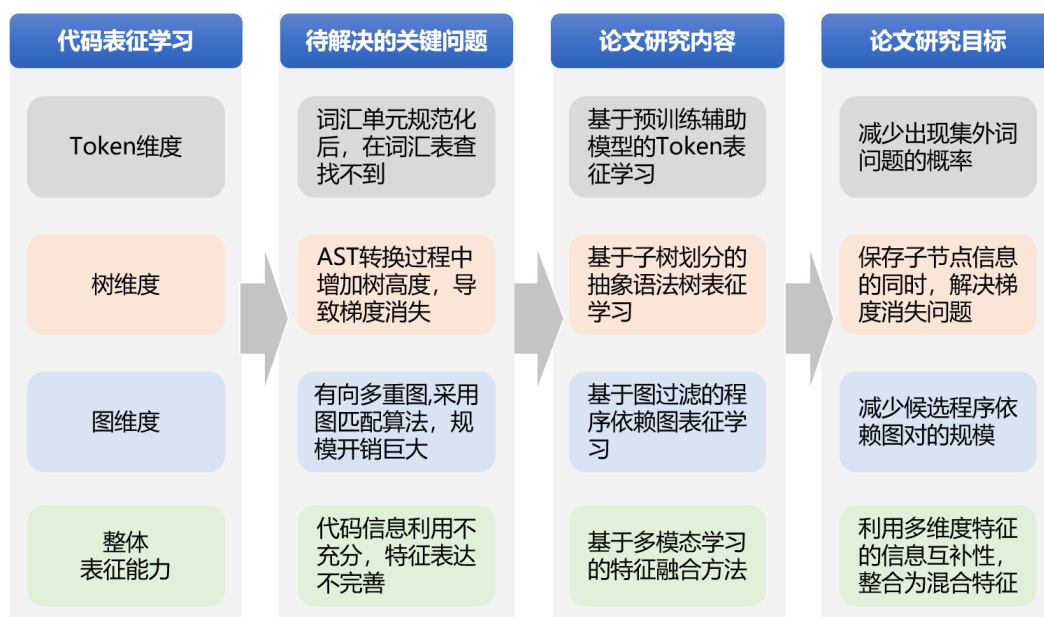 代码表征学习
待解决的关键问题
论文研究内容
论文研究目标
Token维度
词汇单元规范化
后，在词汇表查
找不到
基于预训练辅助
模型的Token表
征学习
减少出现集外词
问题的概率
树维度
AST转换过程中
增加树高度，导
致梯度消失
基于子树划分的
抽象语法树表征
学习
保存子节点信息
的同时，解决梯
度消失问题
图维度
有向多重图,采用
图匹配算法，规
模开销巨大
基于图过滤的程
序依赖图表征学
习
减少候选程序依
赖图对的规模
整体
表征能力
代码信息利用不
充分，特征表达
不完善
基于多模态学习
的特征融合方法
利用多维度特征
的信息互补性，
整合为混合特征